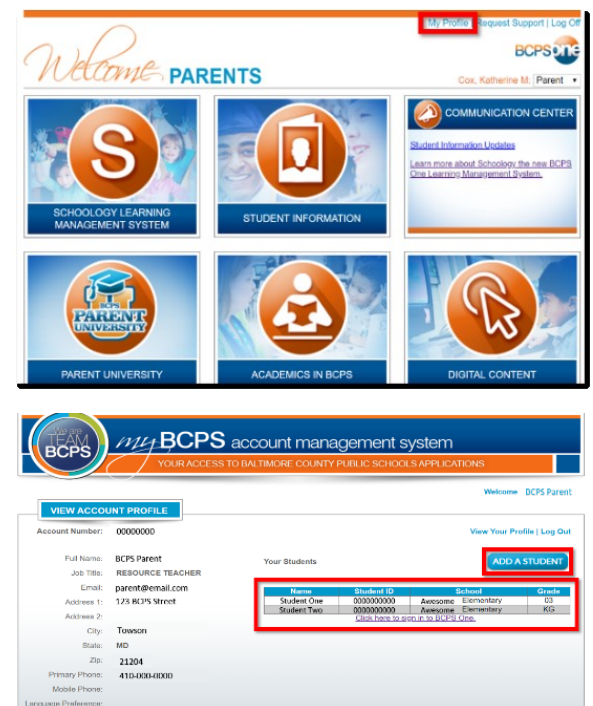 My Profile | Request Support | Log Off
BCPSone
Welcome PARENTS
Cox, Katherine M: Parent
S
COMMUNICATION CENTER
Student Information Updates
Learn more about Schoology the new BCPS
One Learning Management System.
SCHOOLOGY LEARNING
MANAGEMENT SYSTEM
STUDENT INFORMATION
BCPS
PARENT
UNIVERSITY
PARENT UNIVERSITY
ACADEMICS IN BCPS
DIGITAL CONTENT
We are
TEAM
BCPS
myBCPS account management system
YOUR ACCESS TO BALTIMORE COUNTY PUBLIC SCHOOLS APPLICATIONS
Welcome BCPS Parent
VIEW ACCOUNT PROFILE
Account Number: 00000000
View Your Profile | Log Out
Full Name: BCPS Parent
Your Students
ADD A STUDENT
Job Title: RESOURCE TEACHER
Email: parent@email.com
Address 1: 123 BCPS Street
Address 2:
City: Towson
State: MD
Zip: 21204
Primary Phone: 410-000-0000
Mobile Phone:
Language Preference:
Name Student ID School Grade
Student One 0000000000 Awesome Elementary 03
Student Two 0000000000 Awesome Elementary KG
Click here to sign in to BCPS One.